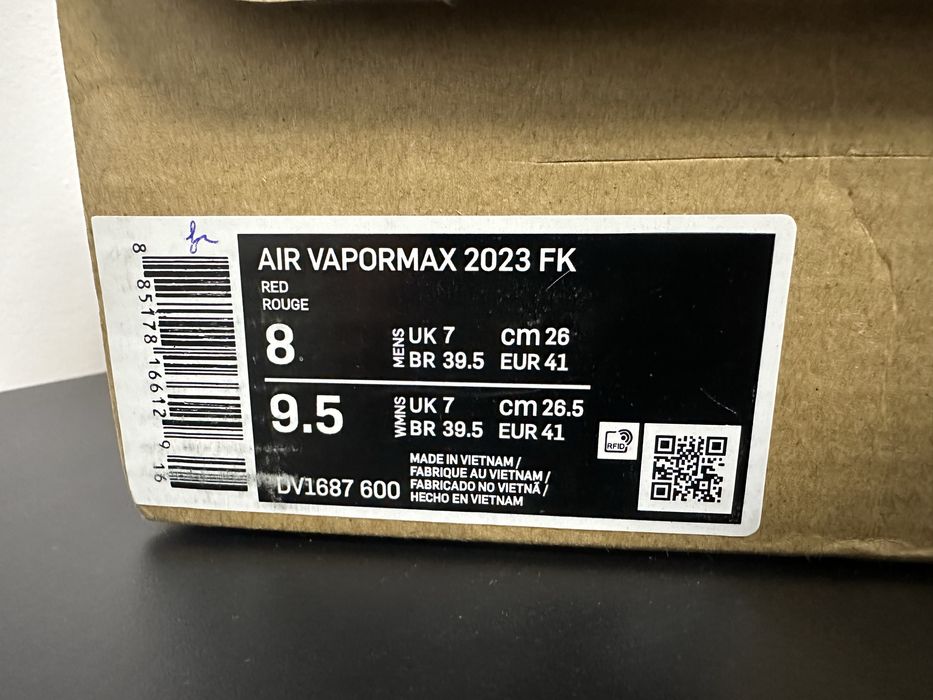 AIR VAPORMAX 2023 FK
RED
ROUGE
8
MENS
UK 7 cm 26
BR 39.5 EUR 41
9.5
WMNS
UK 7 cm 26.5
BR 39.5 EUR 41
MADE IN VIETNAM /
FABRIQUE AU VIETNAM /
FABRICADO NO VIETNÃ /
HECHO EN VIETNAM
DV1687 600
RFID
8 85178 16612 9 16